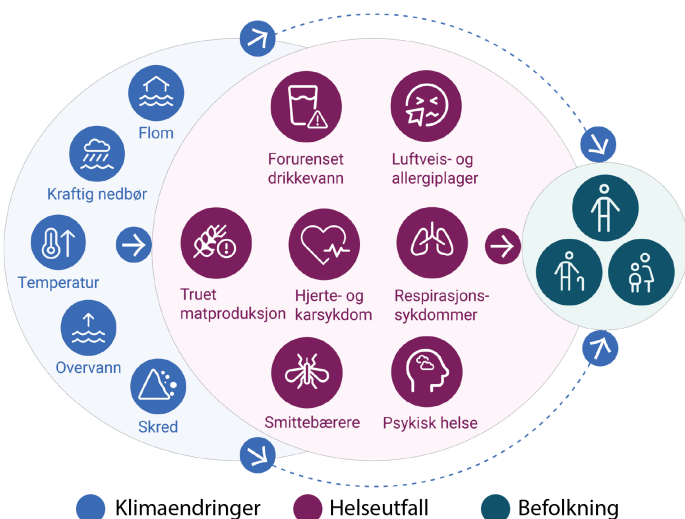 Flom
Kraftig nedbør
Temperatur
Overvann
Skred
Forurenset
drikkevann
Luftveis- og
allergiplager
Truet
matproduksjon
Hjerte- og
karsykdom
Respirasjons-
sykdommer
Smittebærere
Psykisk helse
Klimaendringer
Helseutfall
Befolkning